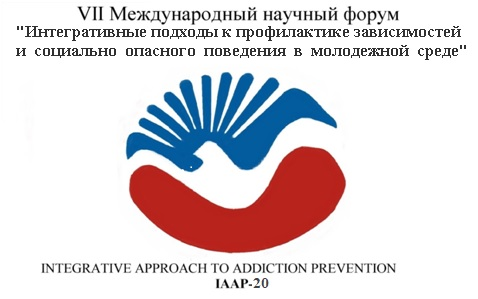 VII Международный научный форум
"Интегративные подходы к профилактике зависимостей
и социально опасного поведения в молодежной среде"
INTEGRATIVE APPROACH TO ADDICTION PREVENTION
IAAP-20